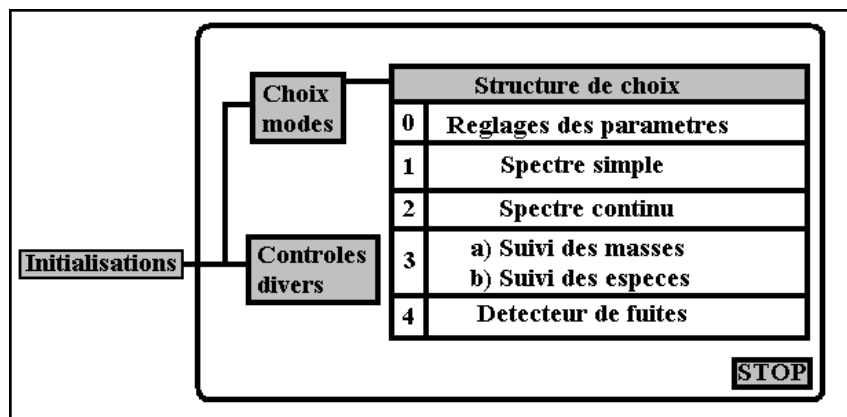 Initialisations
Choix
modes
Controles
divers
Structure de choix
0 Reglages des parametres
1 Spectre simple
2 Spectre continu
3 a) Suivi des masses
b) Suivi des especes
4 Detecteur de fuites
STOP